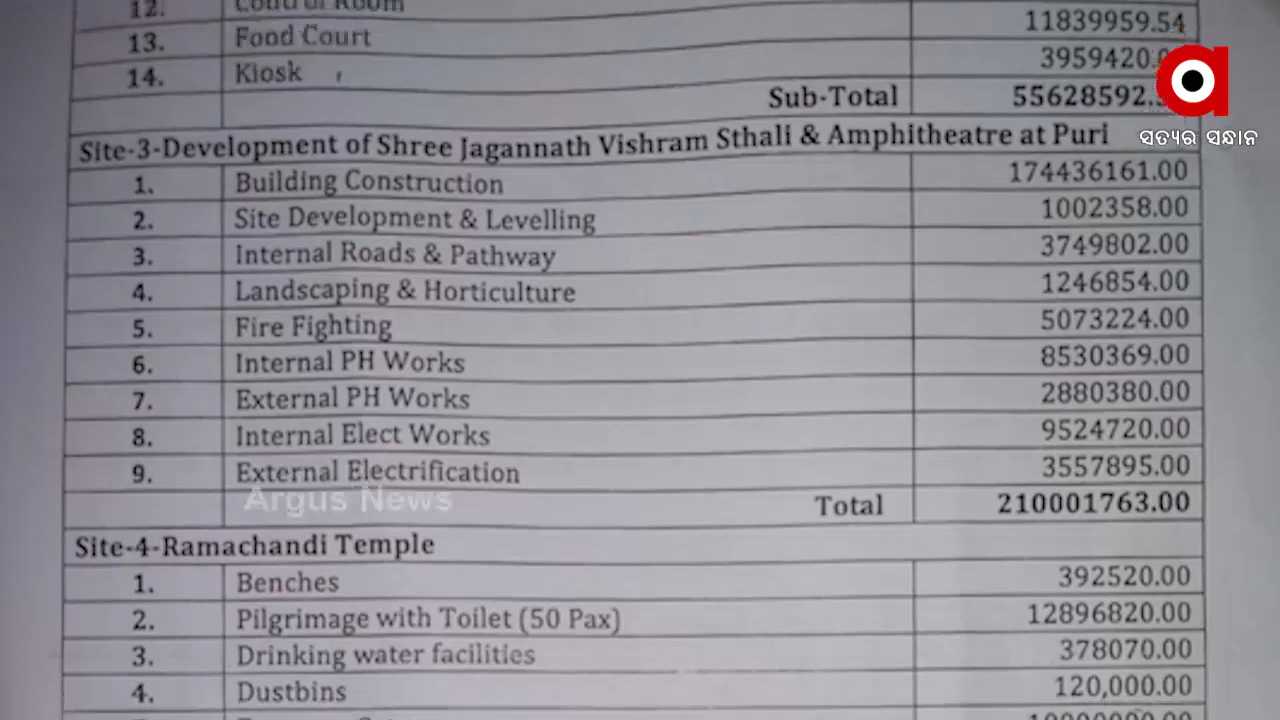 12.
13. Food Court 11839959.54
14. Kiosk 3959420.
Sub-Total 55628592.
Site-3-Development of Shree Jagannath Vishram Sthali & Amphitheatre at Puri
1. Building Construction 174436161.00
2. Site Development & Levelling 1002358.00
3. Internal Roads & Pathway 3749802.00
4. Landscaping & Horticulture 1246854.00
5. Fire Fighting 5073224.00
6. Internal PH Works 8530369.00
7. External PH Works 2880380.00
8. Internal Elect Works 9524720.00
9. External Electrification 3557895.00
Total 210001763.00
Site-4-Ramachandi Temple
1. Benches 392520.00
2. Pilgrimage with Toilet (50 Pax) 12896820.00
3. Drinking water facilities 378070.00
4. Dustbins 120,000.00
a
ସତ୍ୟର ସନ୍ଧାନ
Argus News